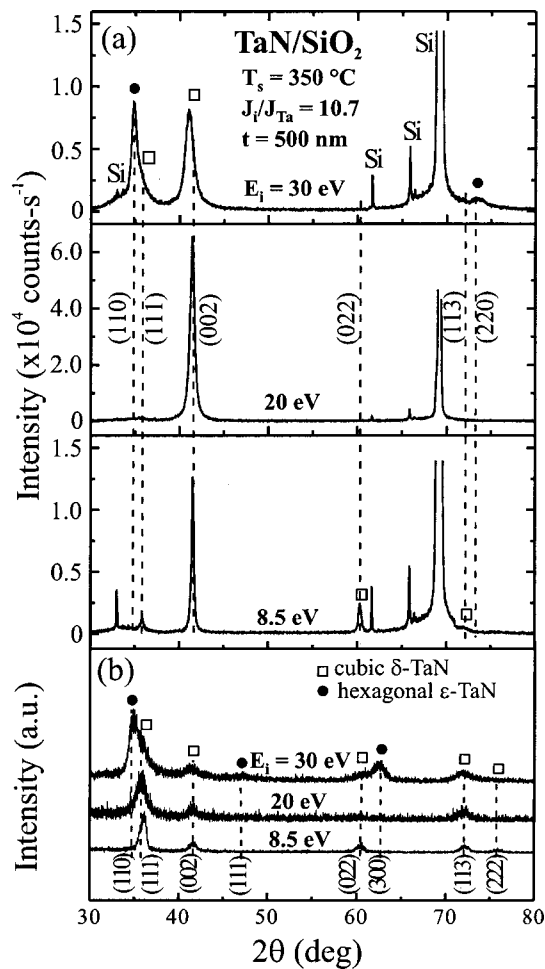 (a)
TaN/SiO₂
Tₛ = 350 °C
Jᵢ/J_Ta = 10.7
t = 500 nm
Eᵢ = 30 eV
Si
Si
Si
Si
1.5
1.0
0.5
0
(110)
(111)
(002)
(022)
(113)
(220)
20 eV
6.0
4.0
2.0
0
8.5 eV
1.5
1.0
0.5
0
Intensity (x10⁴ counts-s⁻¹)
(b)
□ cubic δ-TaN
● hexagonal ε-TaN
Eᵢ = 30 eV
20 eV
8.5 eV
(110)
(111)
(002)
(111)
(022)
(300)
(113)
(222)
Intensity (a.u.)
30 40 50 60 70 80
2θ (deg)